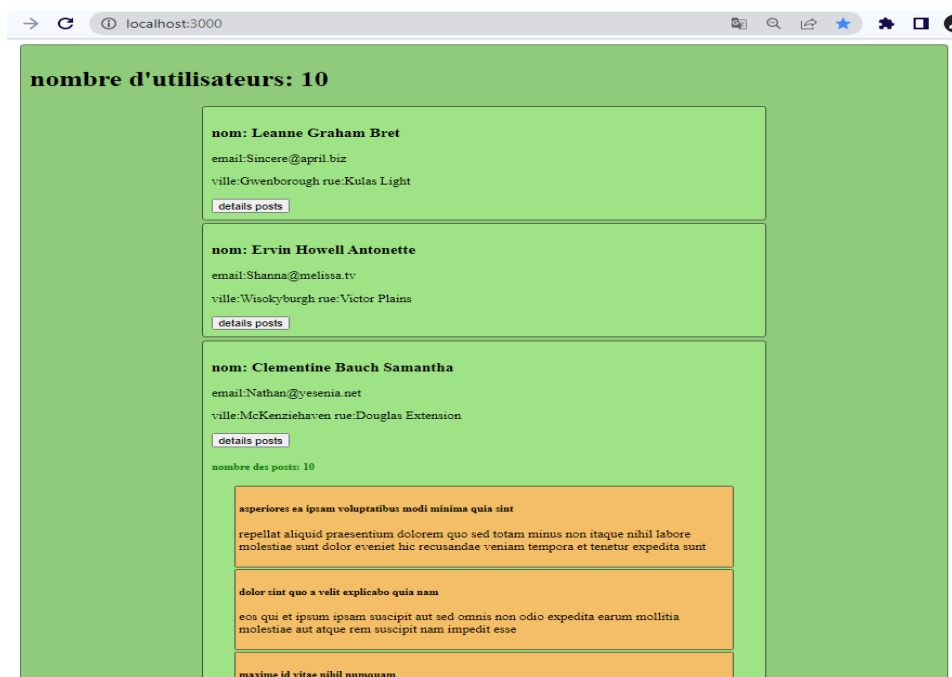 localhost:3000
nombre d'utilisateurs: 10
nom: Leanne Graham Bret
email:Sincere@april.biz
ville:Gwenborough rue:Kulas Light
details posts
nom: Ervin Howell Antonette
email:Shanna@melissa.tv
ville:Wisokyburgh rue:Victor Plains
details posts
nom: Clementine Bauch Samantha
email:Nathan@yesenia.net
ville:McKenziehaven rue:Douglas Extension
details posts
nombre des posts: 10
asperiores ea ipsam voluptatibus modi minima quia sint
repellat aliquid praesentium dolorem quo sed totam minus non itaque nihil labore
molestiae sunt dolor eveniet hic recusandae veniam tempora et tenetur expedita sunt
dolor sint quo a velit explicabo quia nam
eos qui et ipsum ipsam suscipit aut sed omnis non odio expedita earum mollitia
molestiae aut atque rem suscipit nam impedit esse
maxime id vitae nihil numquam